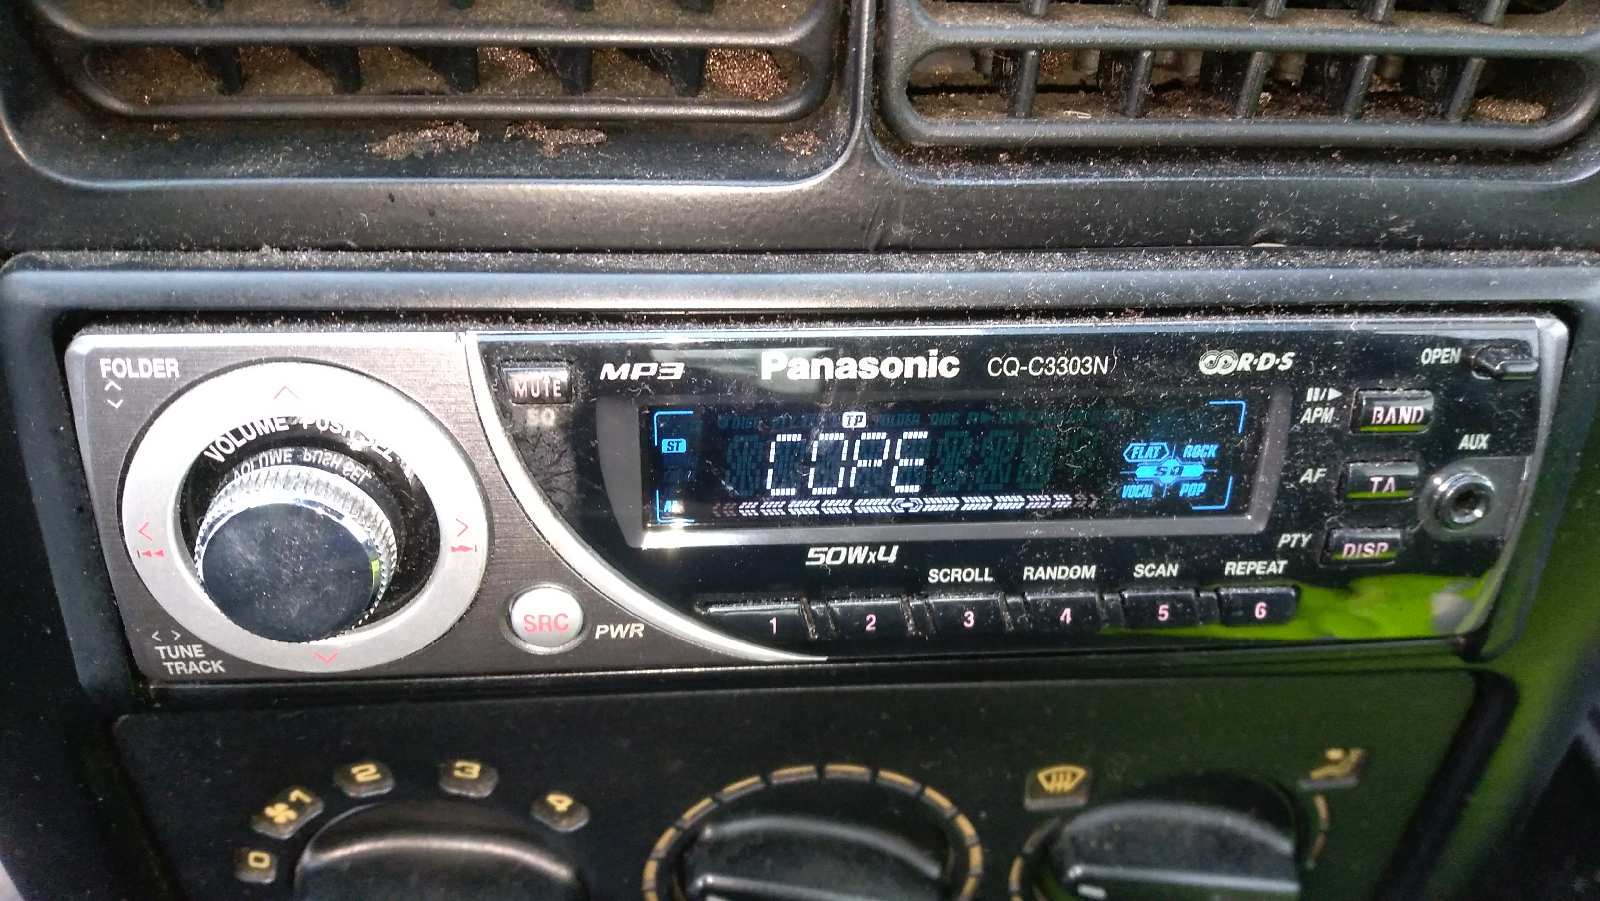 FOLDER
VOLUME PUSH SEL
MUTE
SQ
MP3
Panasonic
CQ-C3303N
R·D·S
OPEN
APM
BAND
AUX
AF
TA
PTY
DISP
TP
ST
COPE
FLAT
ROCK
SQ
VOCAL
POP
50Wx4
SCROLL RANDOM SCAN REPEAT
1 2 3 4 5 6
SRC
PWR
TUNE
TRACK
0 1 2 3 4